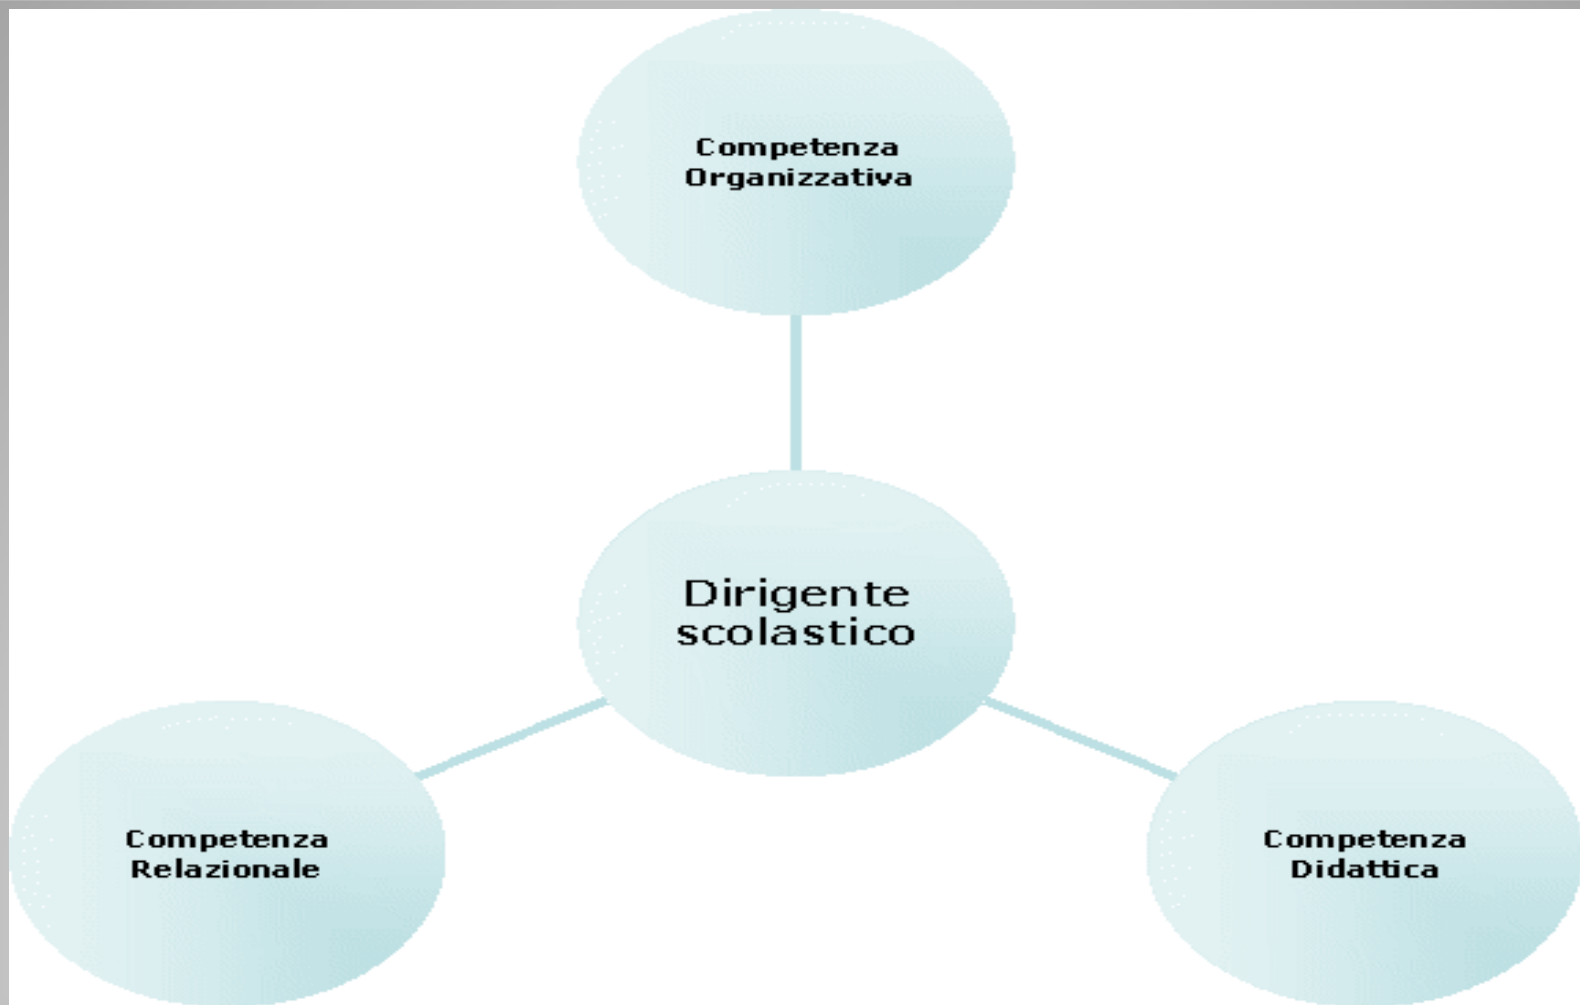 Competenza
Organizzativa
Dirigente
scolastico
Competenza
Relazionale
Competenza
Didattica